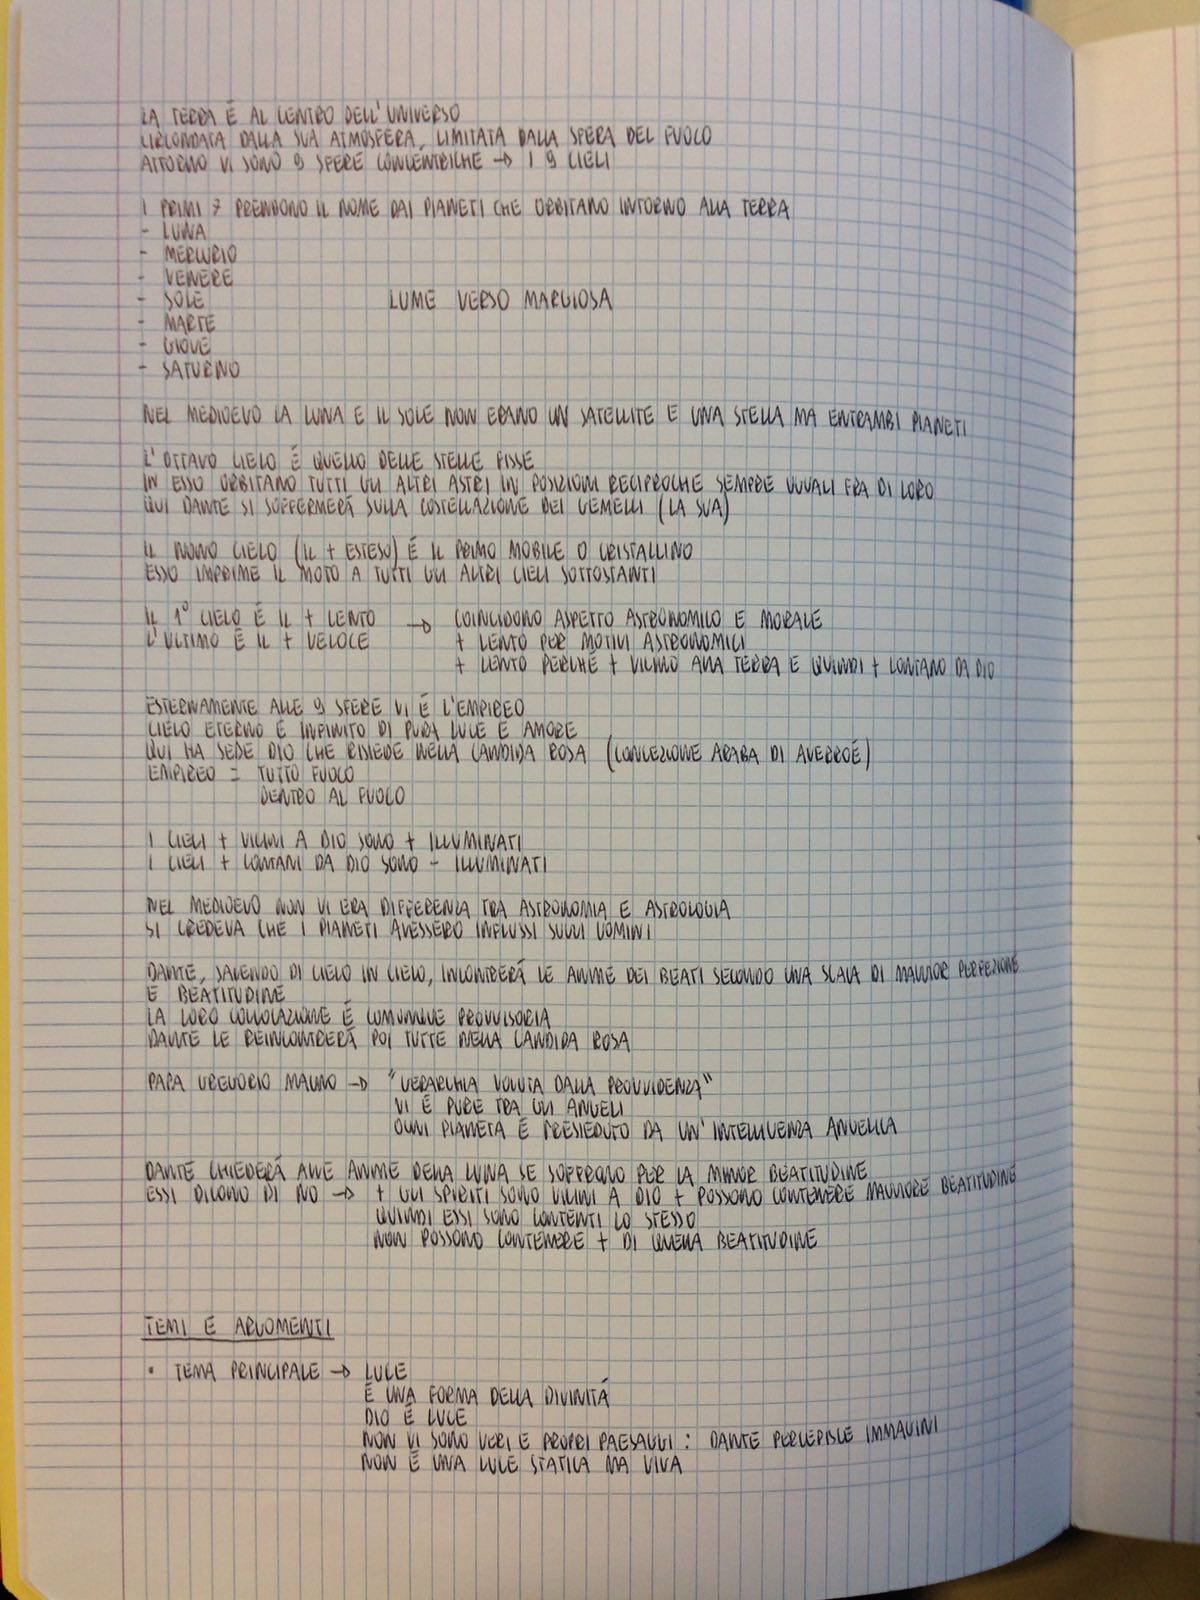 LA TERRA É AL CENTRO DELL'UNIVERSO
CIRCONDATA DALLA SUA ATMOSFERA, LIMITATA DALLA SFERA DEL FUOCO
ATTORNO VI SONO 9 SFERE CONCENTRICHE → I 9 CIELI
I PRIMI 7 PRENDONO IL NOME DAI PIANETI CHE ORBITANO INTORNO ALLA TERRA
- LUNA
- MERCURIO
- VENERE
- SOLE LUME VERSO
- MARTE
- GIOVE
- SATURNO
NEL MEDIOEVO LA LUNA E IL SOLE NON ERANO UN SATELLITE E UNA STELLA MA ENTRAMBI PIANETI
L'OTTAVO CIELO É QUELLO DELLE STELLE FISSE
IN ESSO ORBITANO TUTTI GLI ALTRI ASTRI IN POSIZIONI RECIPROCHE SEMPRE UGUALI FRA DI LORO
QUI DANTE SI SOFFERMERÁ SULLA COSTELLAZIONE DEI GEMELLI (LA SUA)
IL NONO CIELO (IL + ESTESO) É IL PRIMO MOBILE O CRISTALLINO
ESSO IMPRIME IL MOTO A TUTTI GLI ALTRI CIELI SOTTOSTANTI
IL 1° CIELO É IL + LENTO → COINCIDONO ASPETTO ASTRONOMICO E MORALE
L'ULTIMO É IL + VELOCE + LENTO PER MOTIVI ASTRONOMICI
+ LENTO PERCHÉ + VICINO ALLA TERRA E QUINDI + LONTANO DA DIO
ESTERNAMENTE ALLE 9 SFERE VI É L'EMPIREO
CIELO ETERNO E INFINITO DI PURA LUCE E AMORE
QUI HA SEDE DIO CHE RISIEDE NELLA CANDIDA ROSA (CONCEZIONE ARABA DI AVERROÉ)
EMPIREO = TUTTO FUOCO
DENTRO AL FUOCO
I CIELI + VICINI A DIO SONO + ILLUMINATI
I CIELI + LONTANI DA DIO SONO - ILLUMINATI
NEL MEDIOEVO NON VI ERA DIFFERENZA TRA ASTRONOMIA E ASTROLOGIA
SI CREDEVA CHE I PIANETI AVESSERO INFLUSSI SUGLI UOMINI
DANTE, SALENDO DI CIELO IN CIELO, INCONTRERÁ LE ANIME DEI BEATI SECONDO UNA SCALA DI MAGGIOR PERFEZIONE
E BEATITUDINE
LA LORO COLLOCAZIONE É COMUNQUE PROVVISORIA
DANTE LE REINCONTRERÁ POI TUTTE NELLA CANDIDA ROSA
PAPA GREGORIO MAGNO → "GERARCHIA VOLUTA DALLA PROVVIDENZA"
VI É PURE TRA GLI ANGELI
OGNI PIANETA É PRESIEDUTO DA UN'INTELLIGENZA ANGELICA
DANTE CHIEDERÁ ALLE ANIME DELLA LUNA SE SOFFRONO PER LA MINOR BEATITUDINE
ESSI DICONO DI NO → + GLI SPIRITI SONO VICINI A DIO + POSSONO CONTENERE MAGGIORE BEATITUDINE
QUINDI ESSI SONO CONTENTI LO STESSO
NON POSSONO CONTENERE + DI QUELLA BEATITUDINE
TEMI E ARGOMENTI
• TEMA PRINCIPALE → LUCE
É UNA FORMA DELLA DIVINITÁ
DIO É LUCE
NON VI SONO VERI E PROPRI PAESAGGI : DANTE PERCEPISCE IMMAGINI
NON É UNA LUCE STATICA MA VIVA